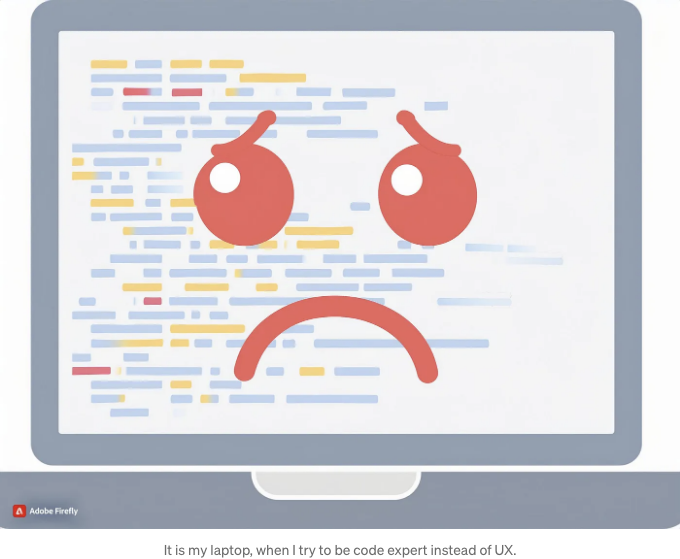 Adobe Firefly
It is my laptop, when I try to be code expert instead of UX.